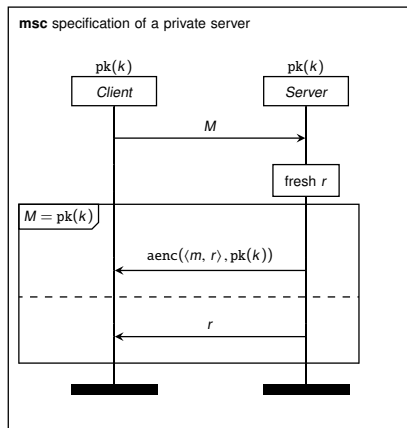 msc specification of a private server
pk(k) pk(k)
Client Server
M
fresh r
M = pk(k)
aenc(⟨m, r⟩, pk(k))
r